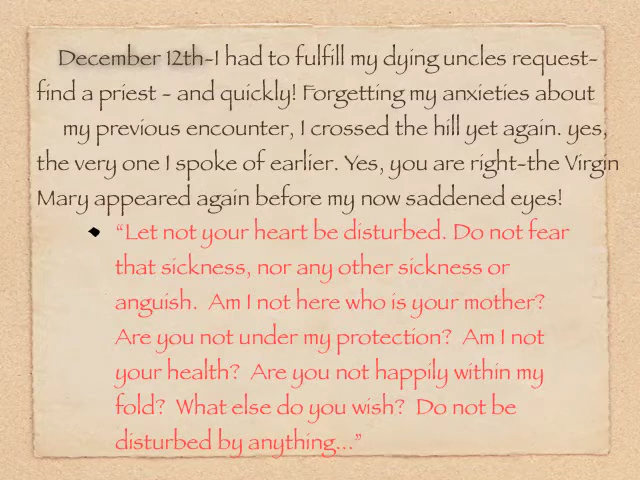 December 12th-I had to fulfill my dying uncles request-
find a priest - and quickly! Forgetting my anxieties about
my previous encounter, I crossed the hill yet again. yes,
the very one I spoke of earlier. Yes, you are right-the Virgin
Mary appeared again before my now saddened eyes!
• “Let not your heart be disturbed. Do not fear
that sickness, nor any other sickness or
anguish. Am I not here who is your mother?
Are you not under my protection? Am I not
your health? Are you not happily within my
fold? What else do you wish? Do not be
disturbed by anything...”